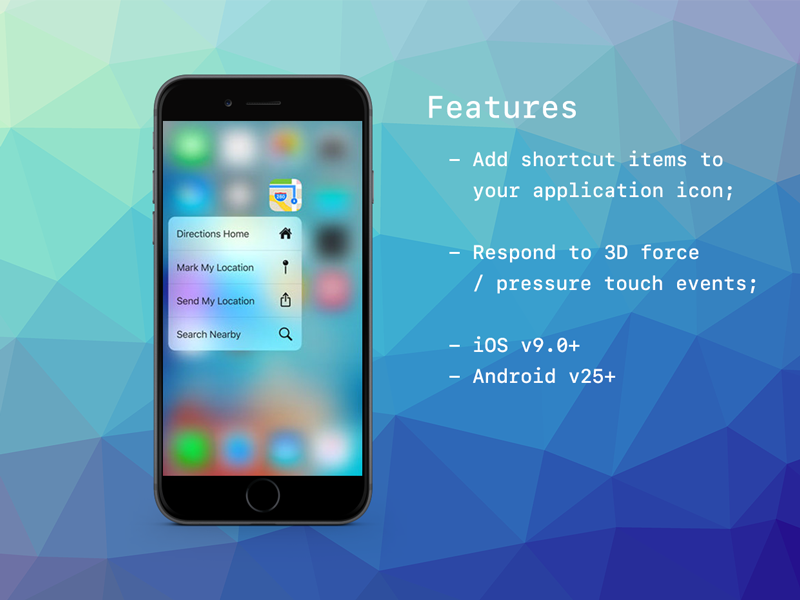 Features
– Add shortcut items to
your application icon;
– Respond to 3D force
/ pressure touch events;
– iOS v9.0+
– Android v25+
Directions Home
Mark My Location
Send My Location
Search Nearby